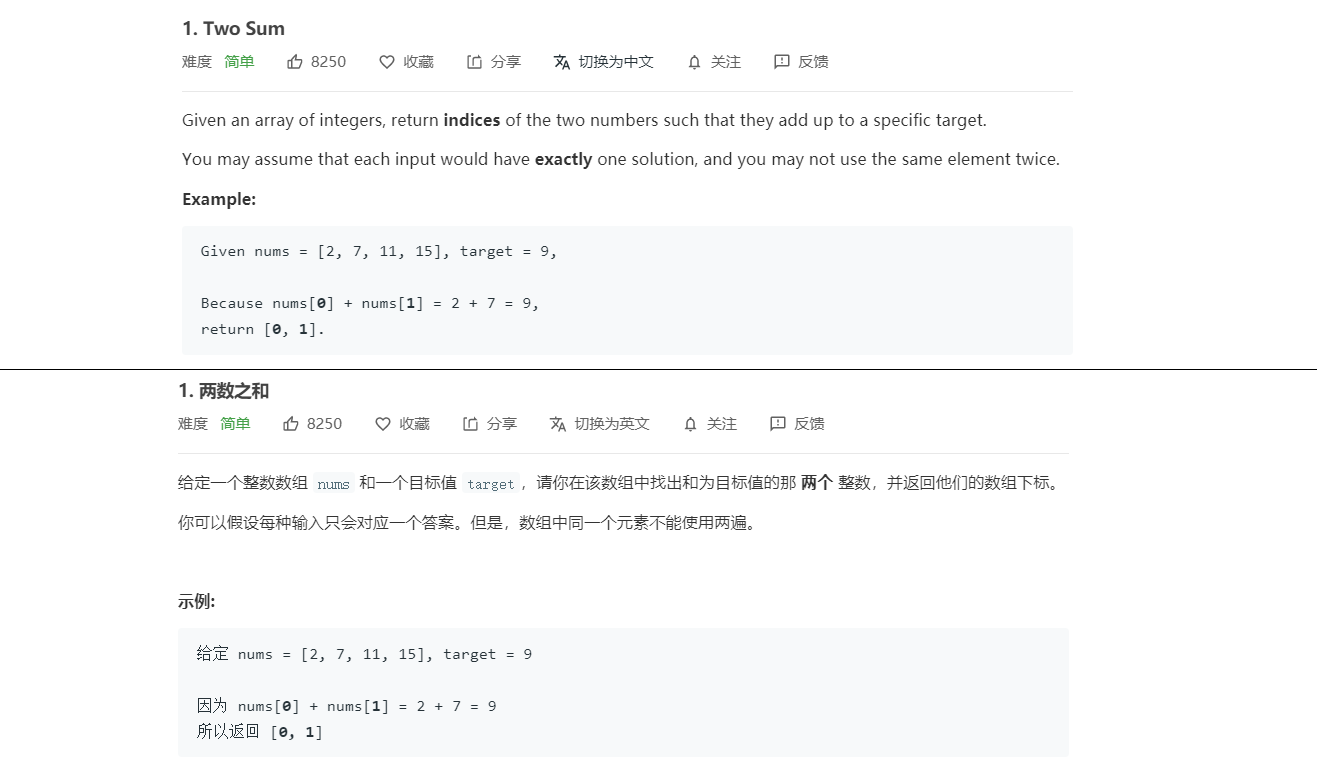 1. Two Sum
难度 简单 8250 收藏 分享 切换为中文 关注 反馈
Given an array of integers, return indices of the two numbers such that they add up to a specific target.
You may assume that each input would have exactly one solution, and you may not use the same element twice.
Example:
Given nums = [2, 7, 11, 15], target = 9,
Because nums[0] + nums[1] = 2 + 7 = 9,
return [0, 1].
1. 两数之和
难度 简单 8250 收藏 分享 切换为英文 关注 反馈
给定一个整数数组 nums 和一个目标值 target，请你在该数组中找出和为目标值的那 两个 整数，并返回他们的数组下标。
你可以假设每种输入只会对应一个答案。但是，数组中同一个元素不能使用两遍。
示例:
给定 nums = [2, 7, 11, 15], target = 9
因为 nums[0] + nums[1] = 2 + 7 = 9
所以返回 [0, 1]